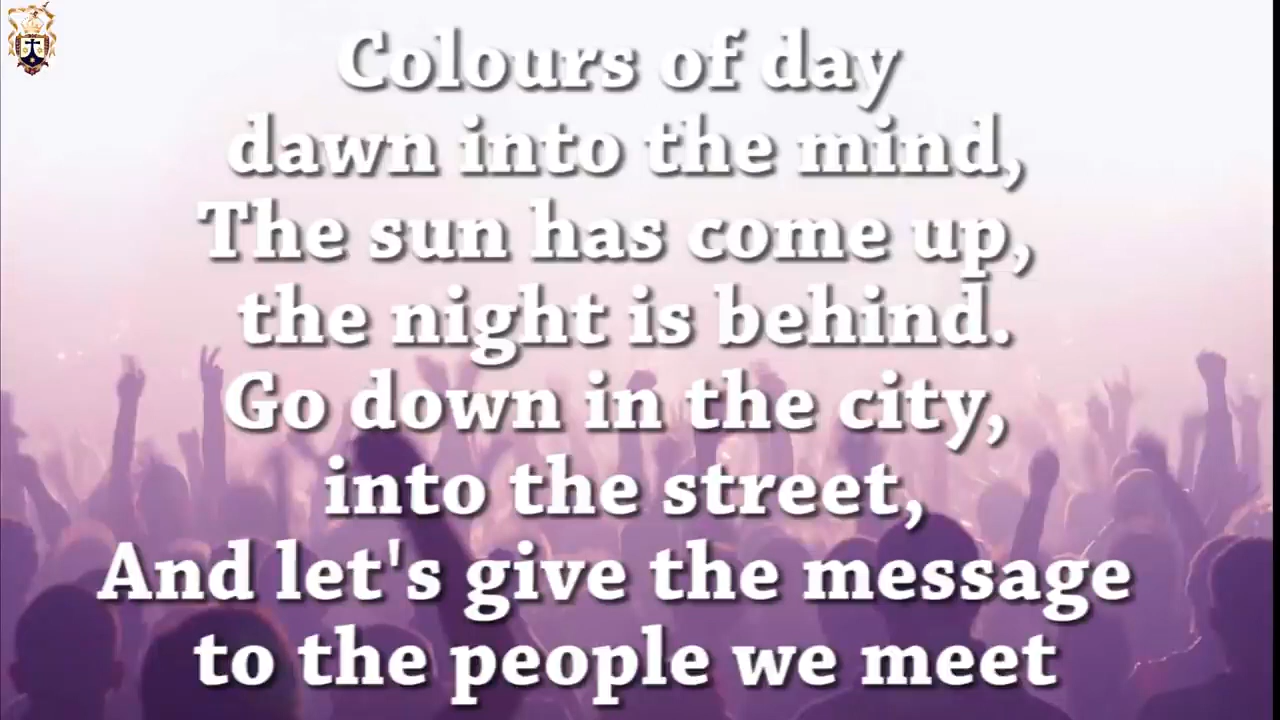 Colours of day
dawn into the mind,
The sun has come up,
the night is behind.
Go down in the city,
into the street,
And let's give the message
to the people we meet